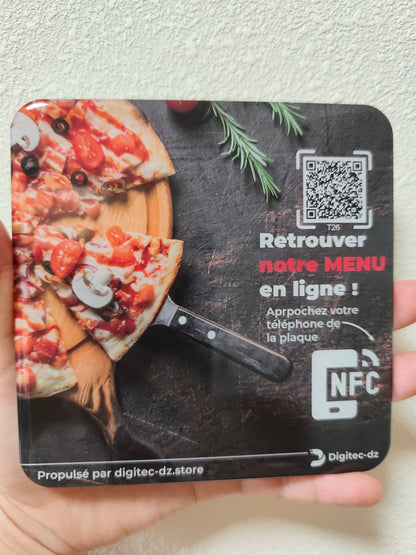 T26
Retrouver
notre MENU
en ligne !
Aprpochez votre
téléphone de
la plaque
NFC
Digitec-dz
Propulsé par digitec-dz.store